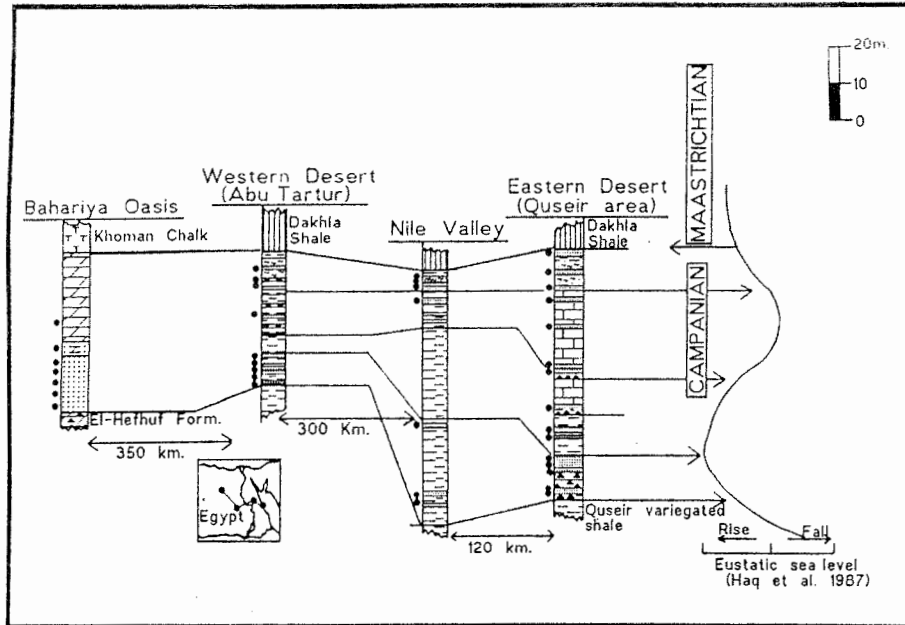 20m.
10
0
MAASTRICHTIAN
CAMPANIAN
Western Desert
(Abu Tartur)
Eastern Desert
(Quseir area)
Bahariya Oasis
Nile Valley
Khoman Chalk
Dakhla
Shale
Dakhla
Shale
El-Hefhuf Form.
350 km.
300 Km.
120 km.
Egypt
Quseir variegated
shale
Rise
Fall
Eustatic sea level
(Haq et al. 1987)